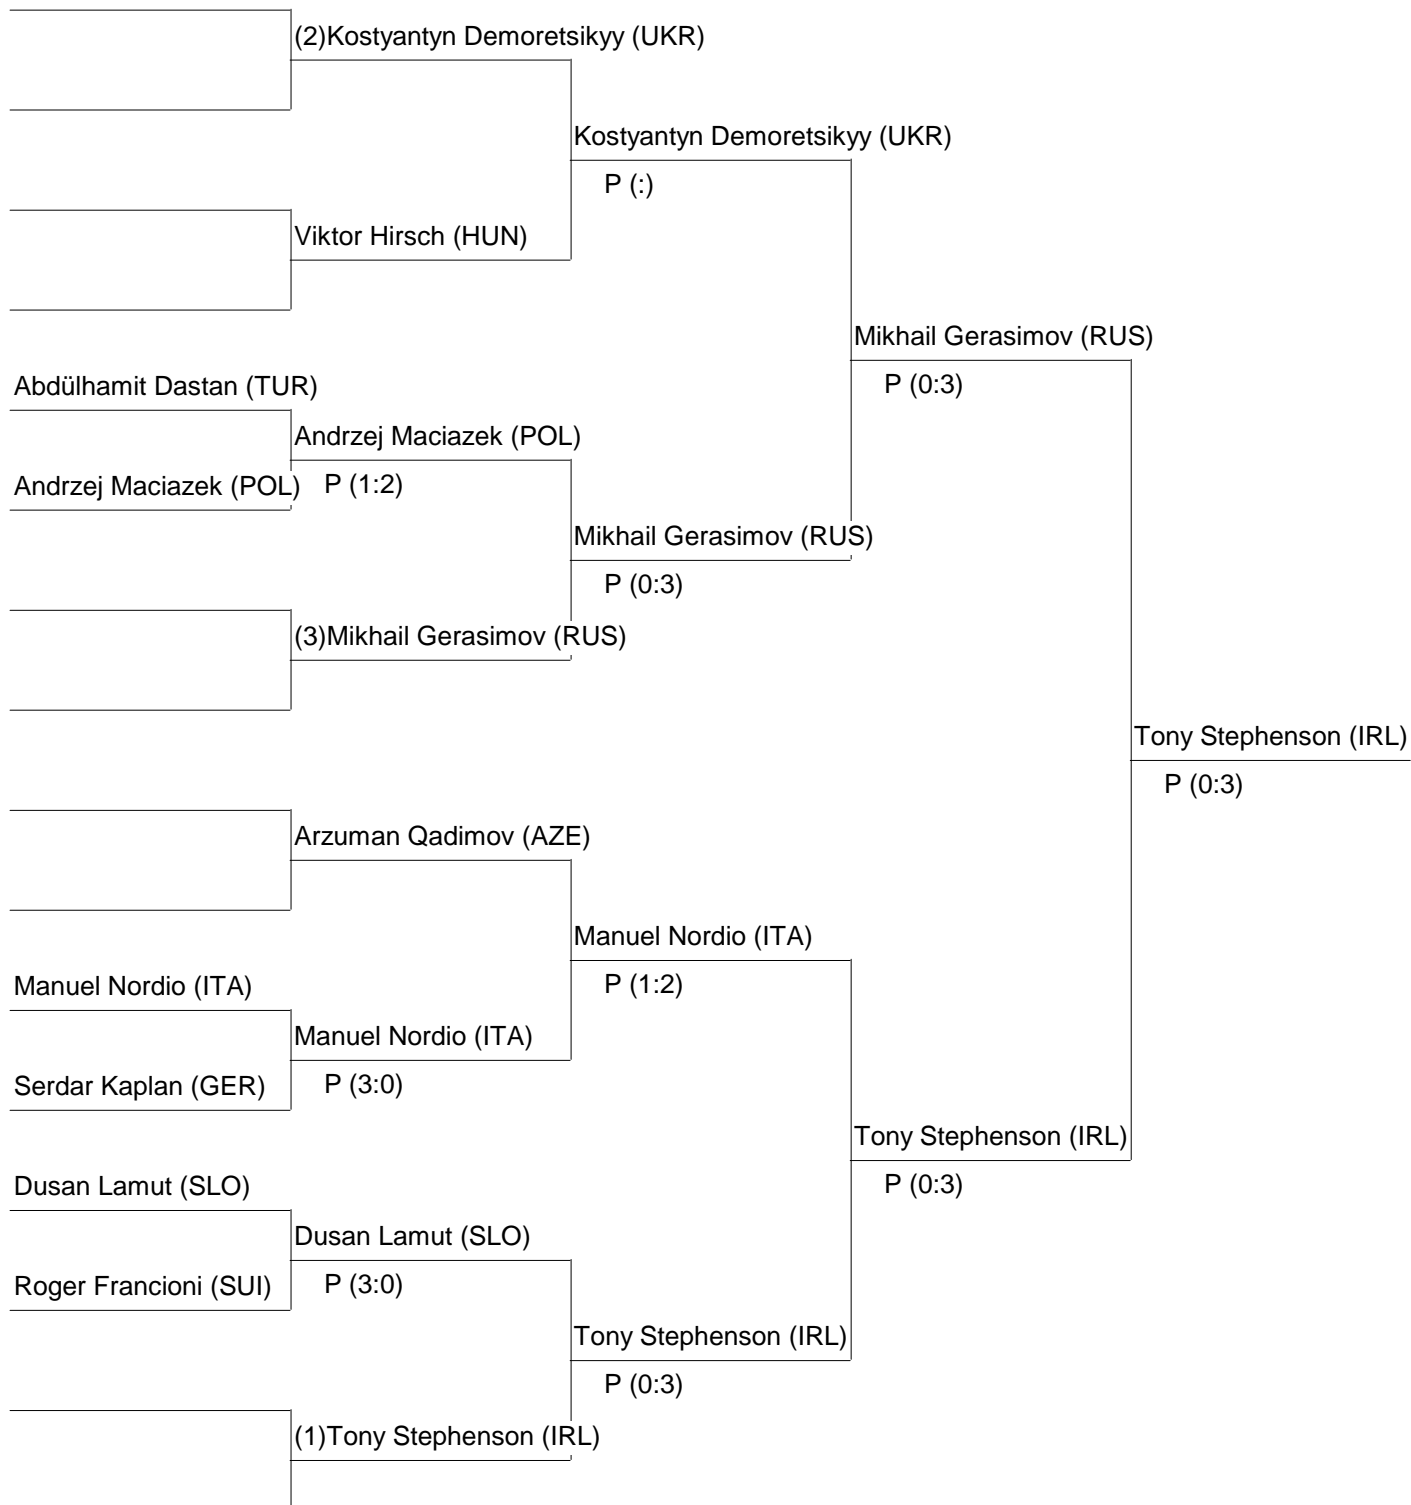 (2)Kostyantyn Demoretsikyy (UKR)
Kostyantyn Demoretsikyy (UKR)
P (:)
Viktor Hirsch (HUN)
Mikhail Gerasimov (RUS)
P (0:3)
Abdülhamit Dastan (TUR)
Andrzej Maciazek (POL)
Andrzej Maciazek (POL)
P (1:2)
Mikhail Gerasimov (RUS)
P (0:3)
(3)Mikhail Gerasimov (RUS)
Tony Stephenson (IRL)
P (0:3)
Arzuman Qadimov (AZE)
Manuel Nordio (ITA)
P (1:2)
Manuel Nordio (ITA)
Manuel Nordio (ITA)
Serdar Kaplan (GER)
P (3:0)
Tony Stephenson (IRL)
P (0:3)
Dusan Lamut (SLO)
Dusan Lamut (SLO)
Roger Francioni (SUI)
P (3:0)
Tony Stephenson (IRL)
P (0:3)
(1)Tony Stephenson (IRL)